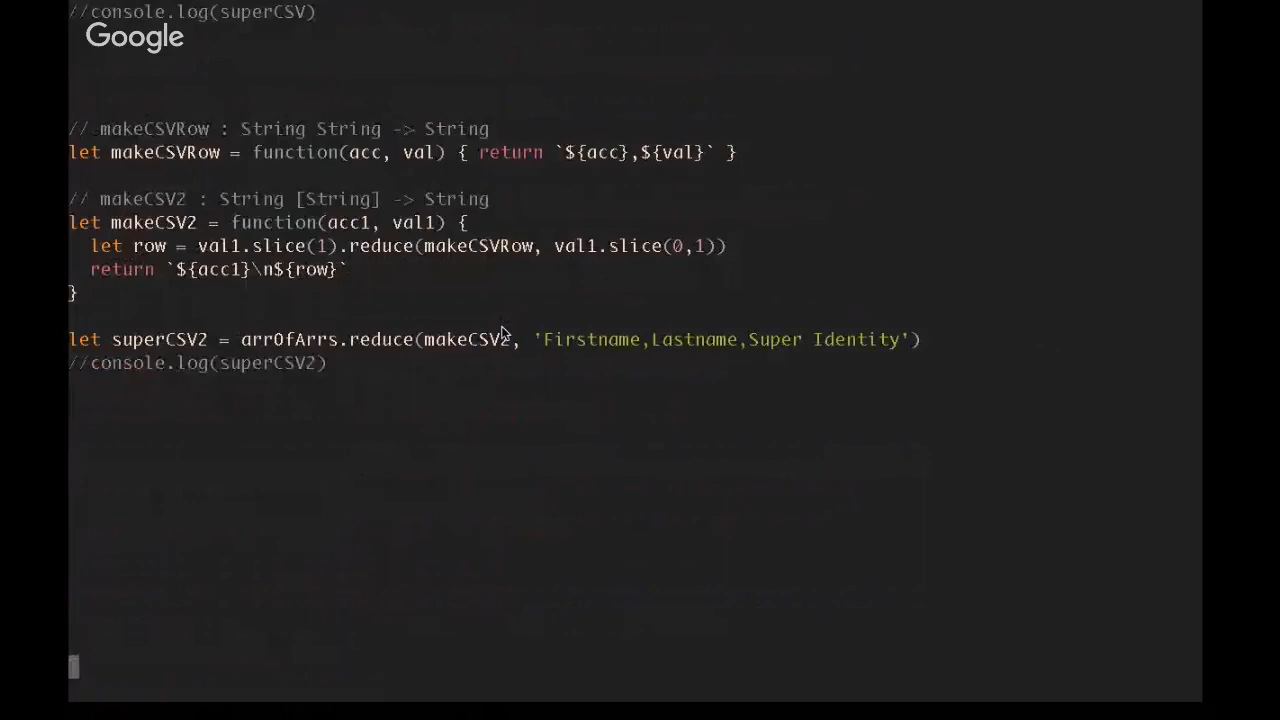 //console.log(superCSV)
Google
// makeCSVRow : String String -> String
let makeCSVRow = function(acc, val) { return `${acc},${val}` }
// makeCSV2 : String [String] -> String
let makeCSV2 = function(acc1, val1) {
  let row = val1.slice(1).reduce(makeCSVRow, val1.slice(0,1))
  return `${acc1}\n${row}`
}
let superCSV2 = arrOfArrs.reduce(makeCSV2, 'Firstname,Lastname,Super Identity')
//console.log(superCSV2)